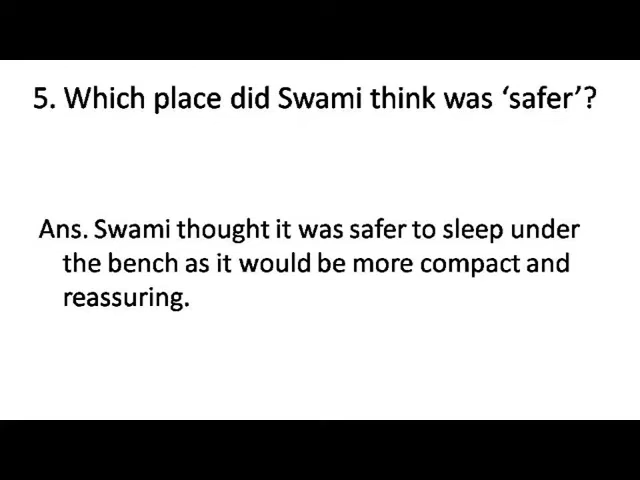 5. Which place did Swami think was ‘safer’?
Ans. Swami thought it was safer to sleep under
the bench as it would be more compact and
reassuring.